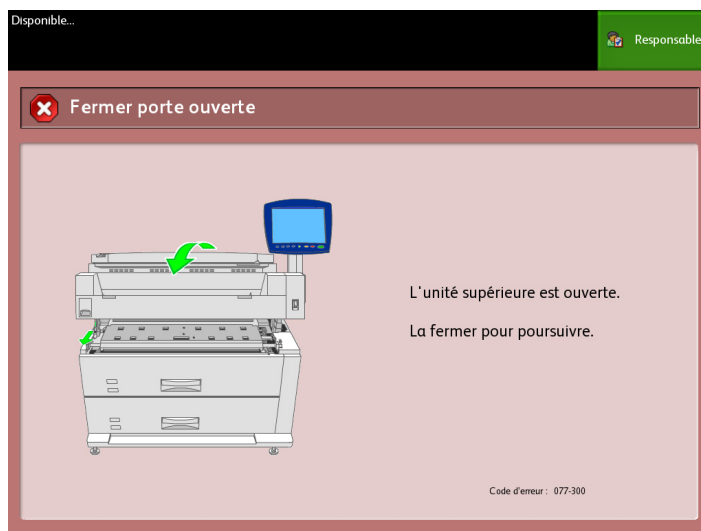 Disponible...
Responsable
Fermer porte ouverte
L'unité supérieure est ouverte.
La fermer pour poursuivre.
Code d'erreur : 077-300